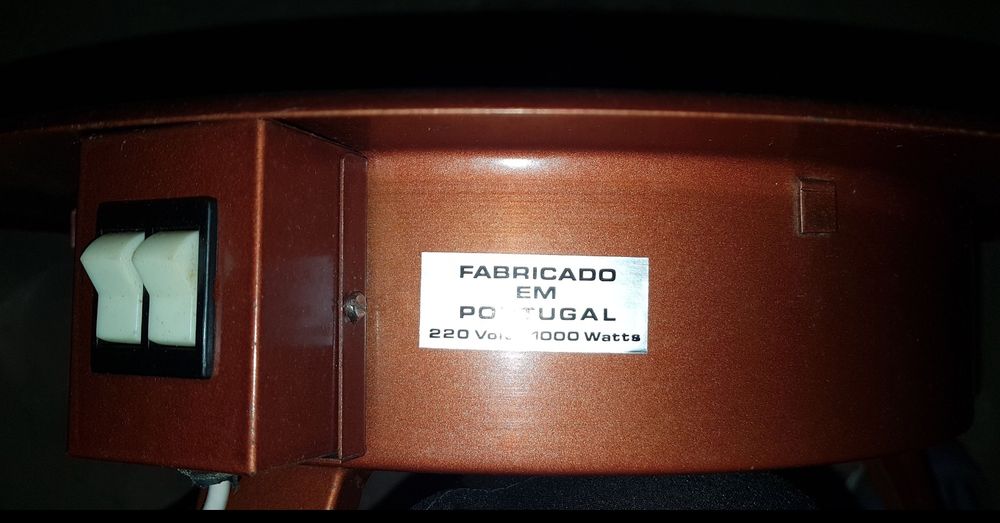 FABRICADO
EM
PORTUGAL
220 Volts 1000 Watts